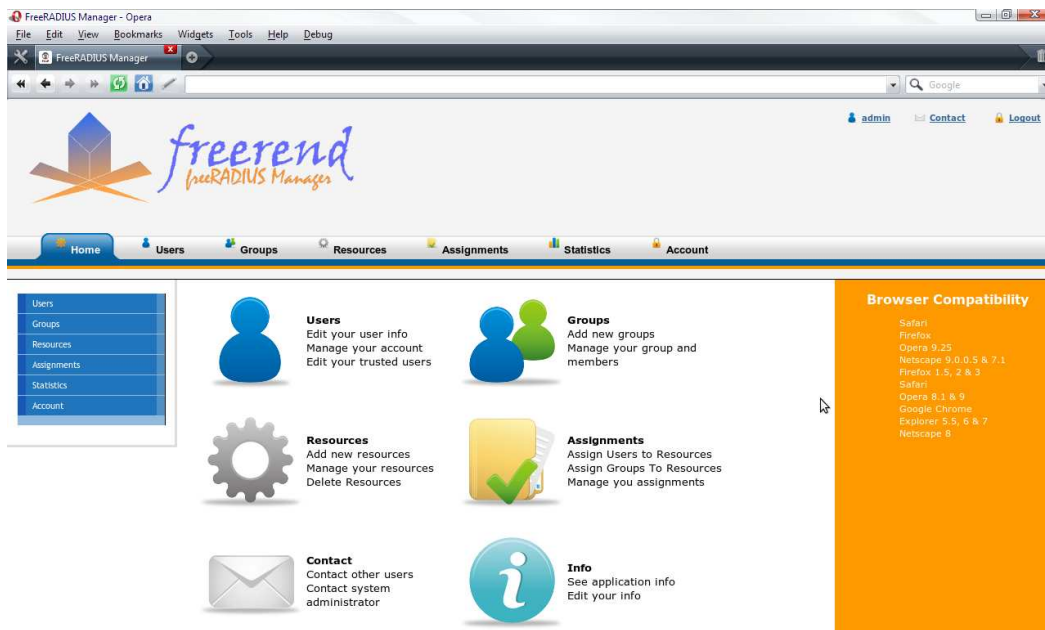 FreeRADIUS Manager - Opera
File Edit View Bookmarks Widgets Tools Help Debug
FreeRADIUS Manager
Google
admin Contact Logout
freerend
freeRADIUS Manager
Home Users Groups Resources Assignments Statistics Account
Users
Groups
Resources
Assignments
Statistics
Account
Users
Edit your user info
Manage your account
Edit your trusted users
Groups
Add new groups
Manage your group and
members
Resources
Add new resources
Manage your resources
Delete Resources
Assignments
Assign Users to Resources
Assign Groups To Resources
Manage you assignments
Contact
Contact other users
Contact system
administrator
Info
See application info
Edit your info
Browser Compatibility
Safari
Firefox
Opera 9.25
Netscape 9.0.0.5 & 7.1
Firefox 1.5, 2 & 3
Safari
Opera 8.1 & 9
Google Chrome
Explorer 5.5, 6 & 7
Netscape 8